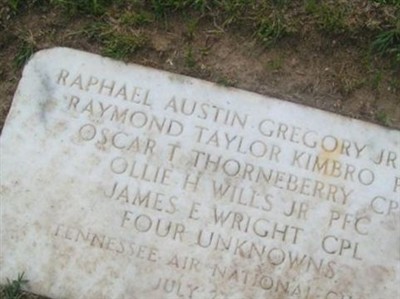 RAPHAEL AUSTIN GREGORY JR
RAYMOND TAYLOR KIMBRO
OSCAR T THORNEBERRY CPL
OLLIE H WILLS JR PFC
JAMES E WRIGHT CPL
FOUR UNKNOWNS
TENNESSEE AIR NATIONAL
JULY